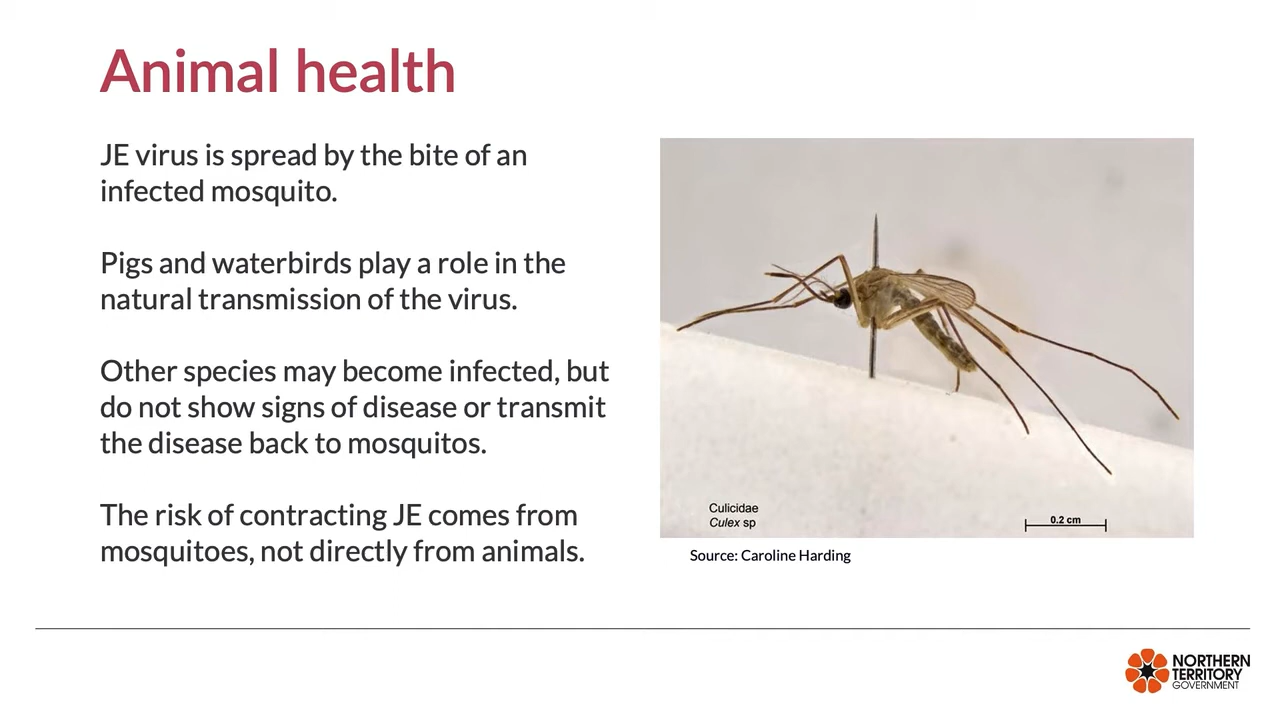 Animal health
JE virus is spread by the bite of an
infected mosquito.
Pigs and waterbirds play a role in the
natural transmission of the virus.
Other species may become infected, but
do not show signs of disease or transmit
the disease back to mosquitos.
The risk of contracting JE comes from
mosquitoes, not directly from animals.
Culicidae
Culex sp
0.2 cm
Source: Caroline Harding
NORTHERN
TERRITORY
GOVERNMENT